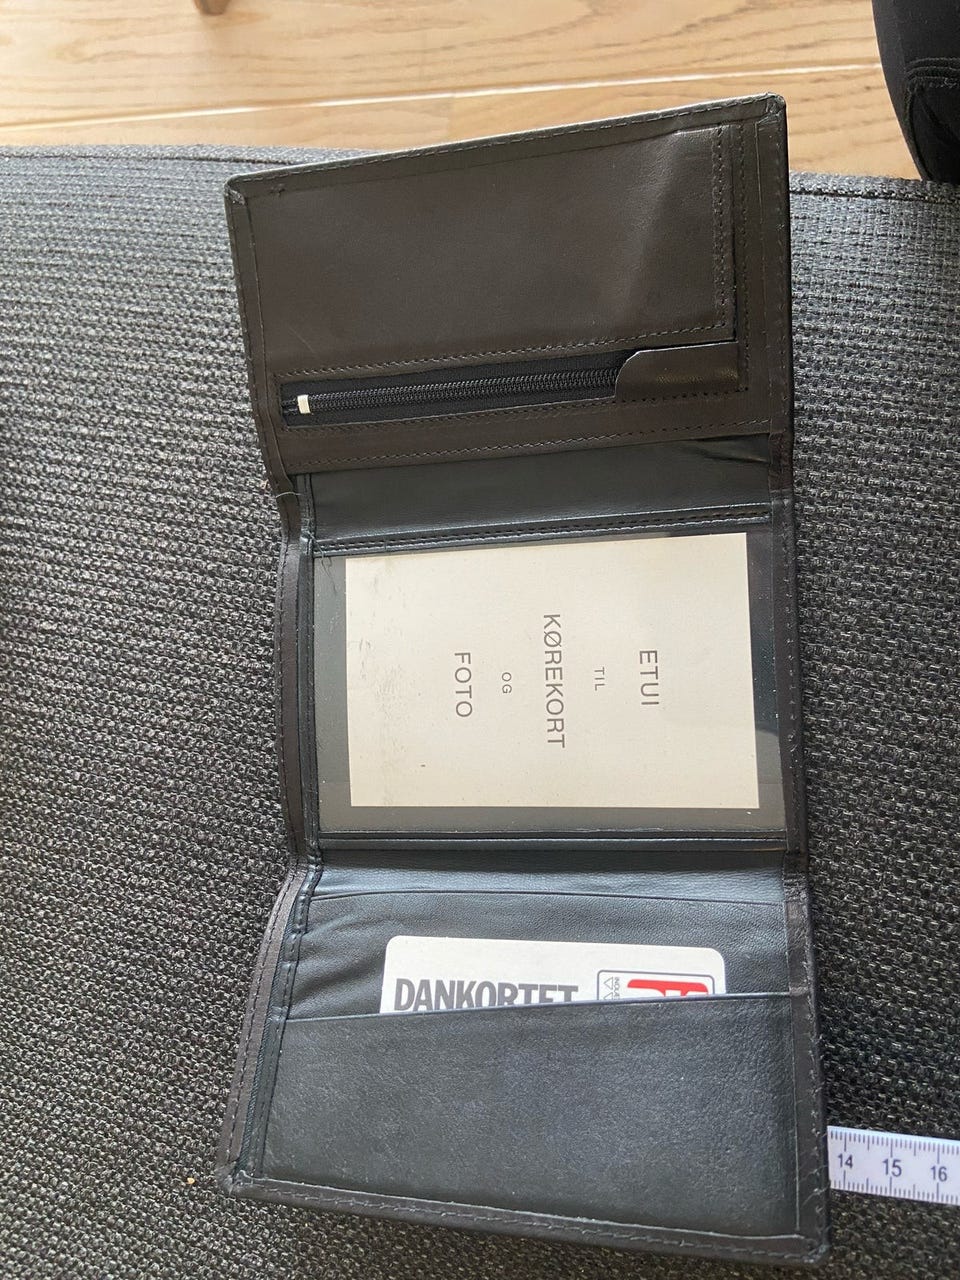 ETUI
TIL
KØREKORT
OG
FOTO
DANKORTET
14 15 16